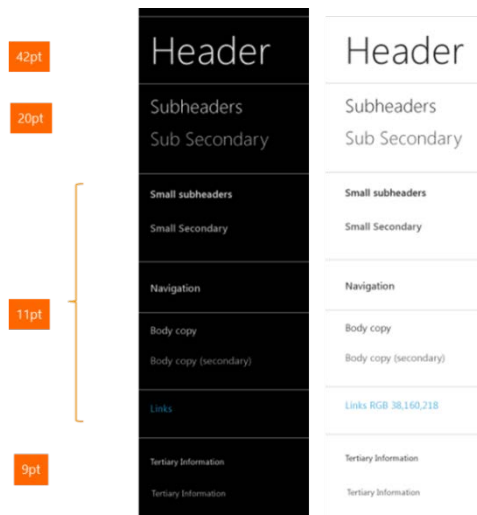 42pt
Header
Header
20pt
Subheaders
Subheaders
Sub Secondary
Sub Secondary
Small subheaders
Small subheaders
Small Secondary
Small Secondary
Navigation
Navigation
11pt
Body copy
Body copy
Body copy (secondary)
Body copy (secondary)
Links
Links RGB 38,160,218
9pt
Tertiary Information
Tertiary Information
Tertiary Information
Tertiary Information